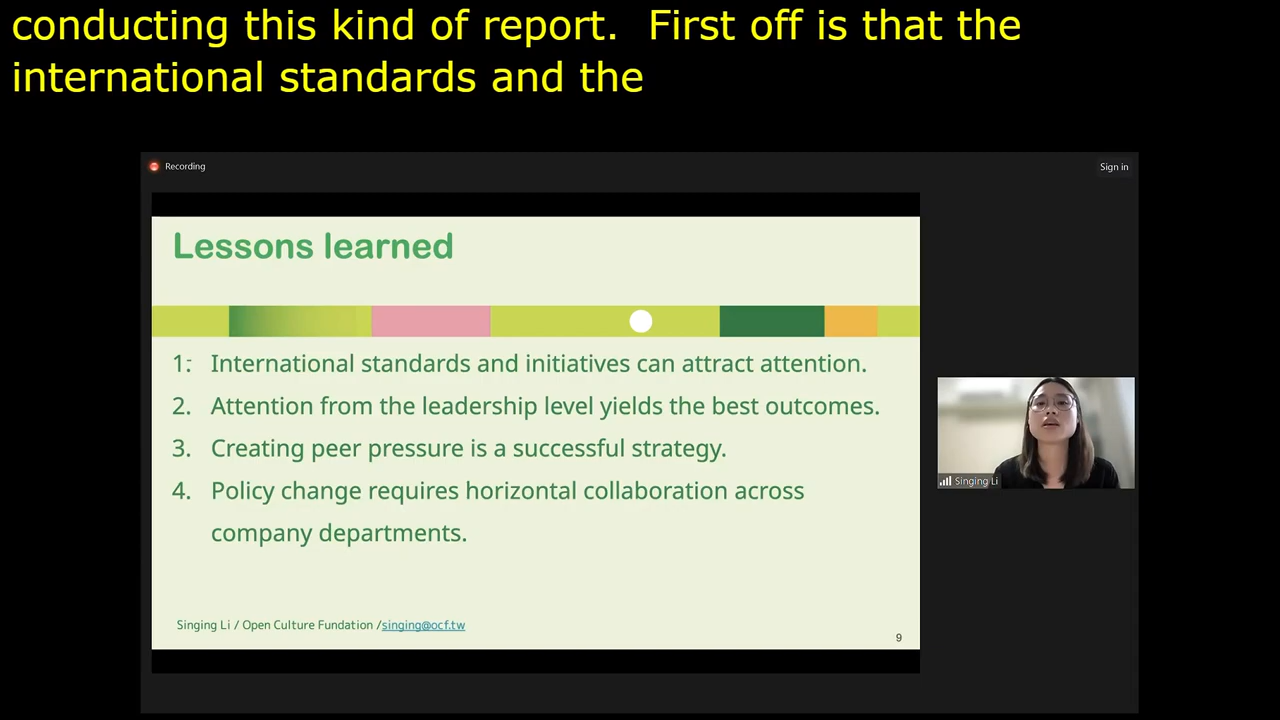 conducting this kind of report.  First off is that the
international standards and the
Recording
Sign in
Lessons learned
1. International standards and initiatives can attract attention.
2. Attention from the leadership level yields the best outcomes.
3. Creating peer pressure is a successful strategy.
4. Policy change requires horizontal collaboration across
company departments.
Singing Li
Singing Li / Open Culture Fundation /singing@ocf.tw
9